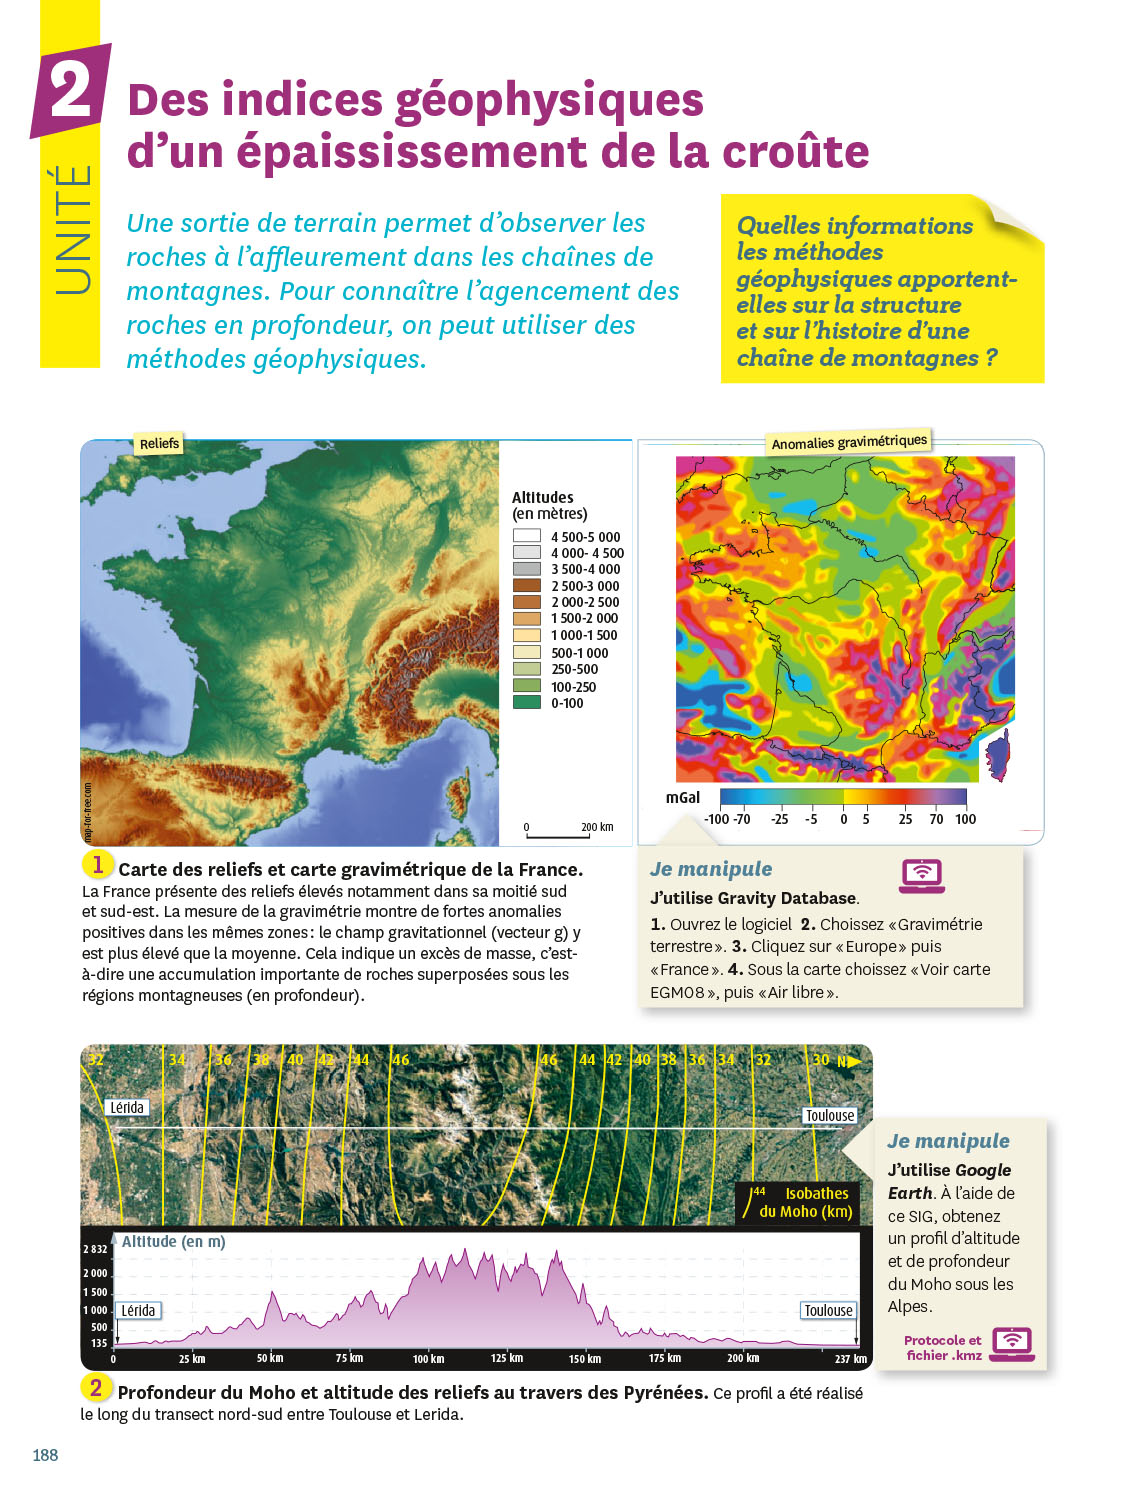 2
UNITÉ
Des indices géophysiques
d’un épaississement de la croûte
Une sortie de terrain permet d’observer les
roches à l’affleurement dans les chaînes de
montagnes. Pour connaître l’agencement des
roches en profondeur, on peut utiliser des
méthodes géophysiques.
Quelles informations
les méthodes
géophysiques apportent-
elles sur la structure
et sur l’histoire d’une
chaîne de montagnes ?
Reliefs
Altitudes
(en mètres)
4 500-5 000
4 000- 4 500
3 500-4 000
2 500-3 000
2 000-2 500
1 500-2 000
1 000-1 500
500-1 000
250-500
100-250
0-100
0 200 km
map-for-free.com
Anomalies gravimétriques
mGal
-100 -70 -25 -5 0 5 25 70 100
1 Carte des reliefs et carte gravimétrique de la France.
La France présente des reliefs élevés notamment dans sa moitié sud
et sud-est. La mesure de la gravimétrie montre de fortes anomalies
positives dans les mêmes zones : le champ gravitationnel (vecteur g) y
est plus élevé que la moyenne. Cela indique un excès de masse, c’est-
à-dire une accumulation importante de roches superposées sous les
régions montagneuses (en profondeur).
Je manipule
J’utilise Gravity Database.
1. Ouvrez le logiciel 2. Choissez « Gravimétrie
terrestre ». 3. Cliquez sur « Europe » puis
« France ». 4. Sous la carte choissez « Voir carte
EGM08 », puis « Air libre ».
32 34 36 38 40 42 44 46 46 44 42 40 38 36 34 32 30 N
Lérida
Toulouse
44 Isobathes
du Moho (km)
Altitude (en m)
2 832
2 000
1 500
1 000
500
135
Lérida
Toulouse
0 25 km 50 km 75 km 100 km 125 km 150 km 175 km 200 km 237 km
Je manipule
J’utilise Google
Earth. À l’aide de
ce SIG, obtenez
un profil d’altitude
et de profondeur
du Moho sous les
Alpes.
Protocole et
fichier .kmz
2 Profondeur du Moho et altitude des reliefs au travers des Pyrénées. Ce profil a été réalisé
le long du transect nord-sud entre Toulouse et Lerida.
188